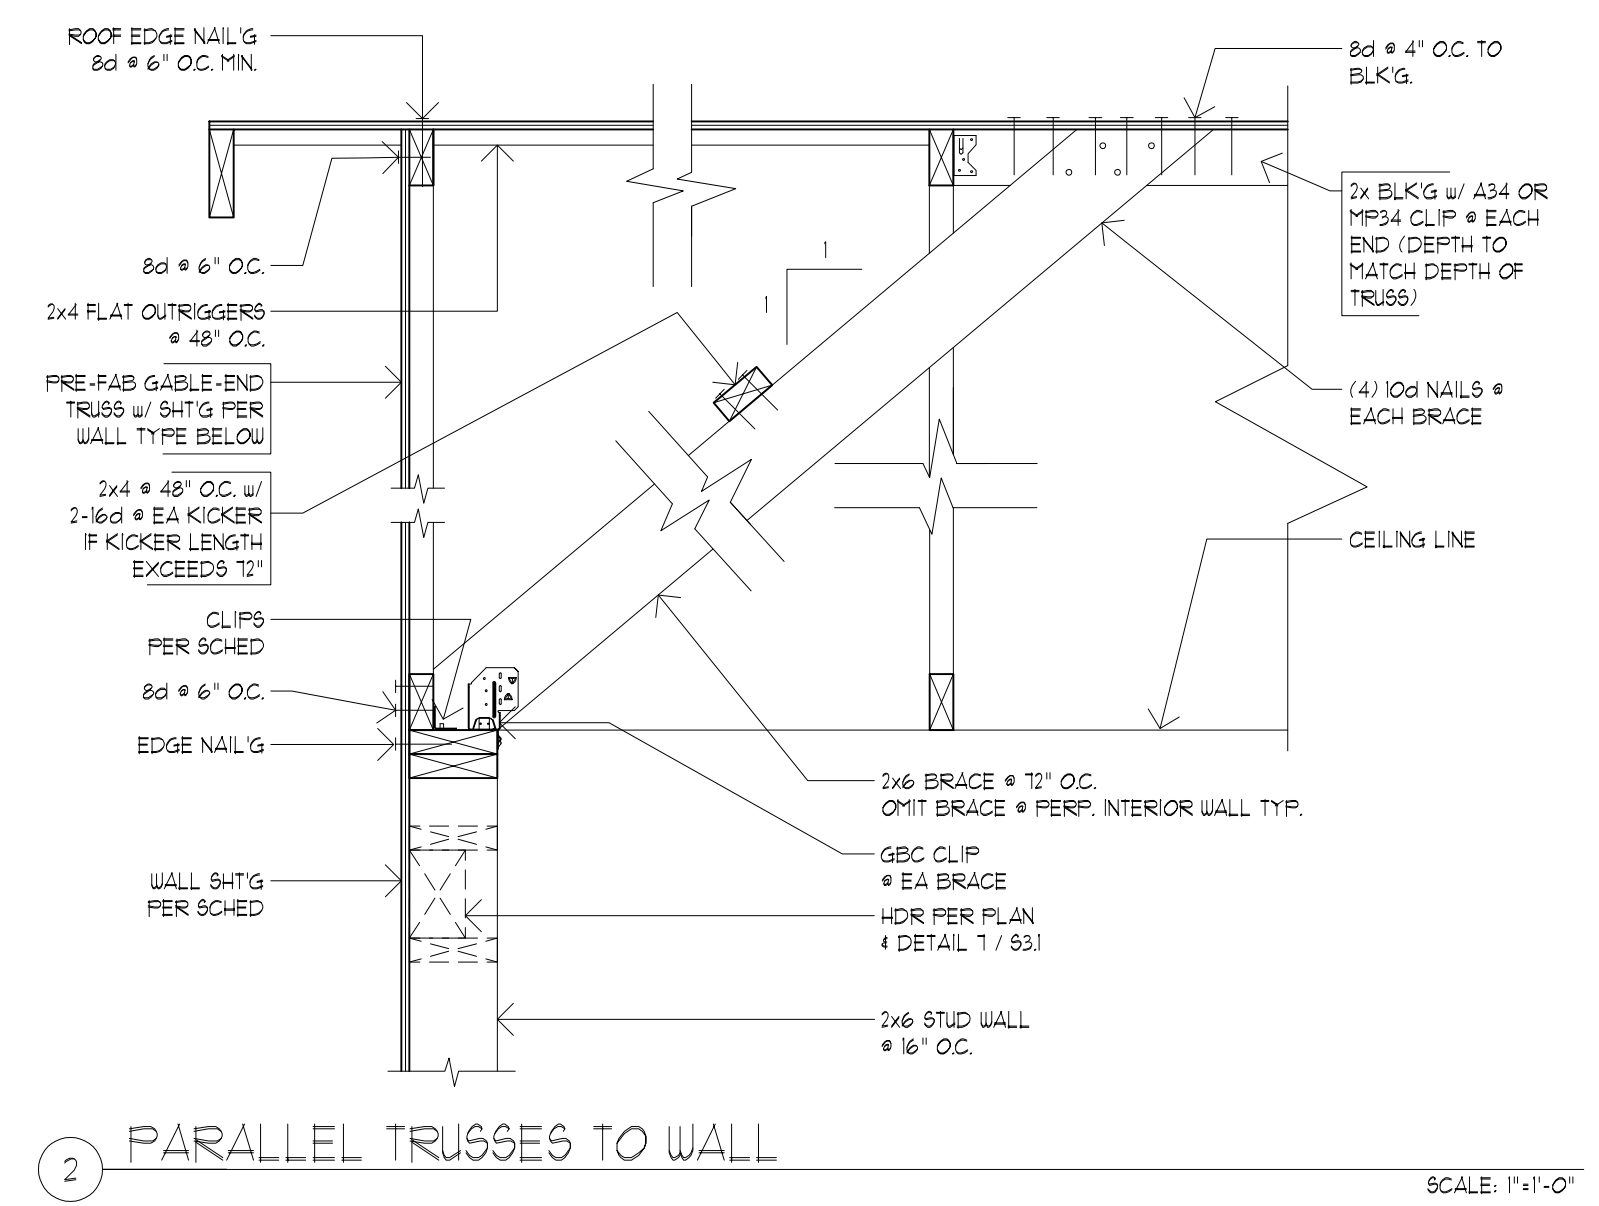 ROOF EDGE NAIL'G
8d @ 6" O.C. MIN.
8d @ 6" O.C.
2x4 FLAT OUTRIGGERS
@ 48" O.C.
PRE-FAB GABLE-END
TRUSS w/ SHT'G PER
WALL TYPE BELOW
2x4 @ 48" O.C. w/
2-16d @ EA KICKER
IF KICKER LENGTH
EXCEEDS 72"
CLIPS
PER SCHED
8d @ 6" O.C.
EDGE NAIL'G
WALL SHT'G
PER SCHED
1
1
8d @ 4" O.C. TO
BLK'G.
2x BLK'G w/ A34 OR
MP34 CLIP @ EACH
END (DEPTH TO
MATCH DEPTH OF
TRUSS)
(4) 10d NAILS @
EACH BRACE
CEILING LINE
2x6 BRACE @ 72" O.C.
OMIT BRACE @ PERP. INTERIOR WALL TYP.
GBC CLIP
@ EA BRACE
HDR PER PLAN
& DETAIL 7 / S3.1
2x6 STUD WALL
@ 16" O.C.
2
PARALLEL TRUSSES TO WALL
SCALE: 1"=1'-0"